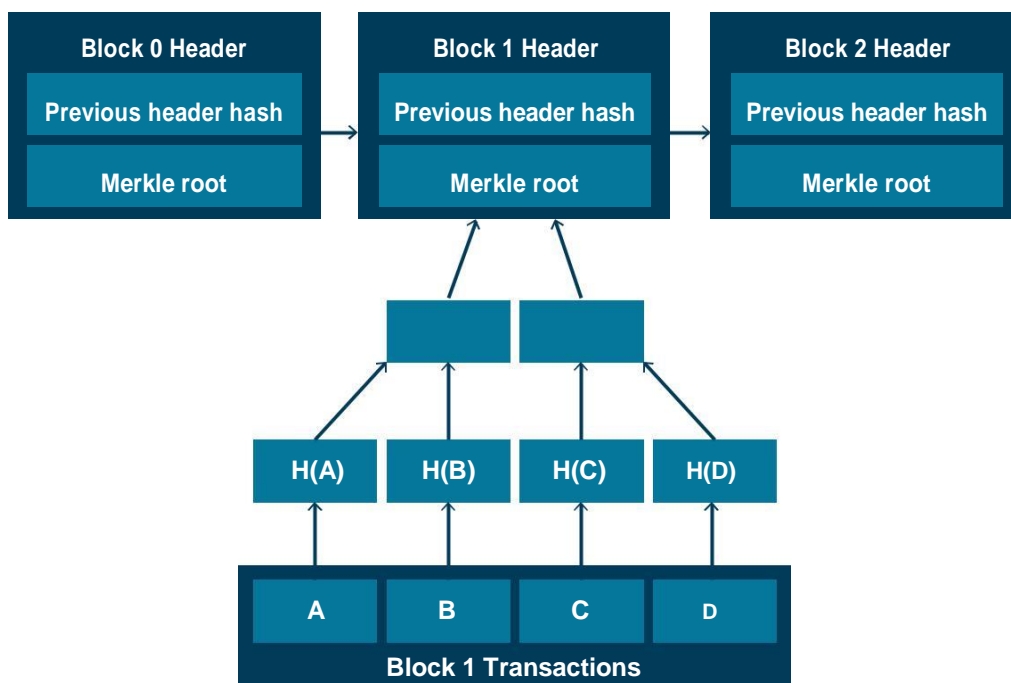 Block 0 Header
Block 1 Header
Block 2 Header
Previous header hash
Previous header hash
Previous header hash
Merkle root
Merkle root
Merkle root
H(A)
H(B)
H(C)
H(D)
A
B
C
D
Block 1 Transactions